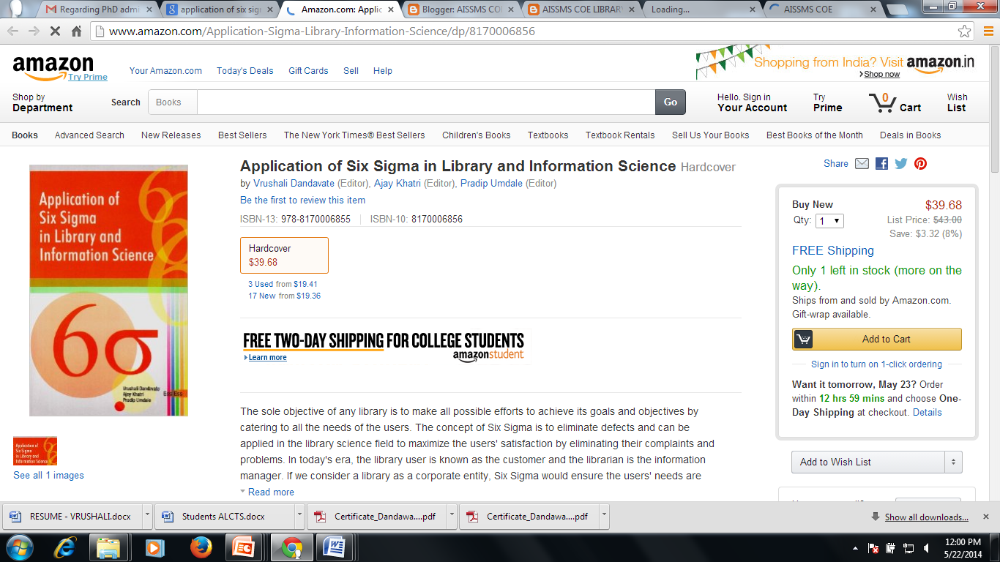 Regarding PhD admi
application of six sign
Amazon.com: Applic
Blogger: AISSMS COE
AISSMS COE LIBRARY
Loading...
AISSMS COE
www.amazon.com/Application-Sigma-Library-Information-Science/dp/8170006856
amazon
Try Prime
Your Amazon.com Today's Deals Gift Cards Sell Help
Shopping from India? Visit amazon.in
Shop now
Shop by
Department
Search Books Go
Hello. Sign in
Your Account
Try
Prime
0
Cart
Wish
List
Books Advanced Search New Releases Best Sellers The New York Times® Best Sellers Children's Books Textbooks Textbook Rentals Sell Us Your Books Best Books of the Month Deals in Books
Application of
Six Sigma
in Library and
Information Science
6σ
Vrushali Dandavate
Ajay Khatri
Pradip Umdale
Ess Ess
Application of
Six Sigma
in Library and
Information Science
See all 1 images
Application of Six Sigma in Library and Information Science Hardcover
by Vrushali Dandavate (Editor), Ajay Khatri (Editor), Pradip Umdale (Editor)
Be the first to review this item
ISBN-13: 978-8170006855 ISBN-10: 8170006856
Hardcover
$39.68
3 Used from $19.41
17 New from $19.36
FREE TWO-DAY SHIPPING FOR COLLEGE STUDENTS
Learn more
amazonstudent
The sole objective of any library is to make all possible efforts to achieve its goals and objectives by
catering to all the needs of the users. The concept of Six Sigma is to eliminate defects and can be
applied in the library science field to maximize the users' satisfaction by eliminating their complaints and
problems. In today's era, the library user is known as the customer and the librarian is the information
manager. If we consider a library as a corporate entity, Six Sigma would ensure the users' needs are
Read more
Share
Buy New $39.68
Qty: 1 List Price: $43.00
Save: $3.32 (8%)
FREE Shipping
Only 1 left in stock (more on the
way).
Ships from and sold by Amazon.com.
Gift-wrap available.
Add to Cart
Sign in to turn on 1-click ordering
Want it tomorrow, May 23? Order
within 12 hrs 59 mins and choose One-
Day Shipping at checkout. Details
Add to Wish List
RESUME - VRUSHALI.docx
Students ALCTS.docx
Certificate_Dandawa....pdf
Certificate_Dandawa....pdf
Show all downloads...
12:00 PM
5/22/2014